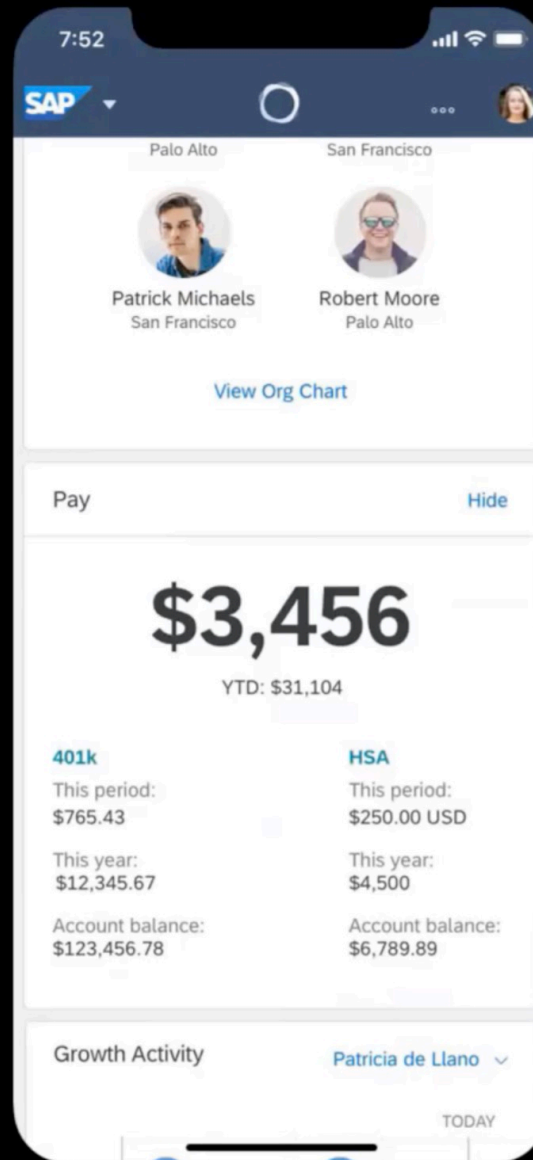 7:52
SAP
Palo Alto San Francisco
Patrick Michaels Robert Moore
San Francisco Palo Alto
View Org Chart
Pay Hide
$3,456
YTD: $31,104
401k HSA
This period: This period:
$765.43 $250.00 USD
This year: This year:
$12,345.67 $4,500
Account balance: Account balance:
$123,456.78 $6,789.89
Growth Activity Patricia de Llano
TODAY